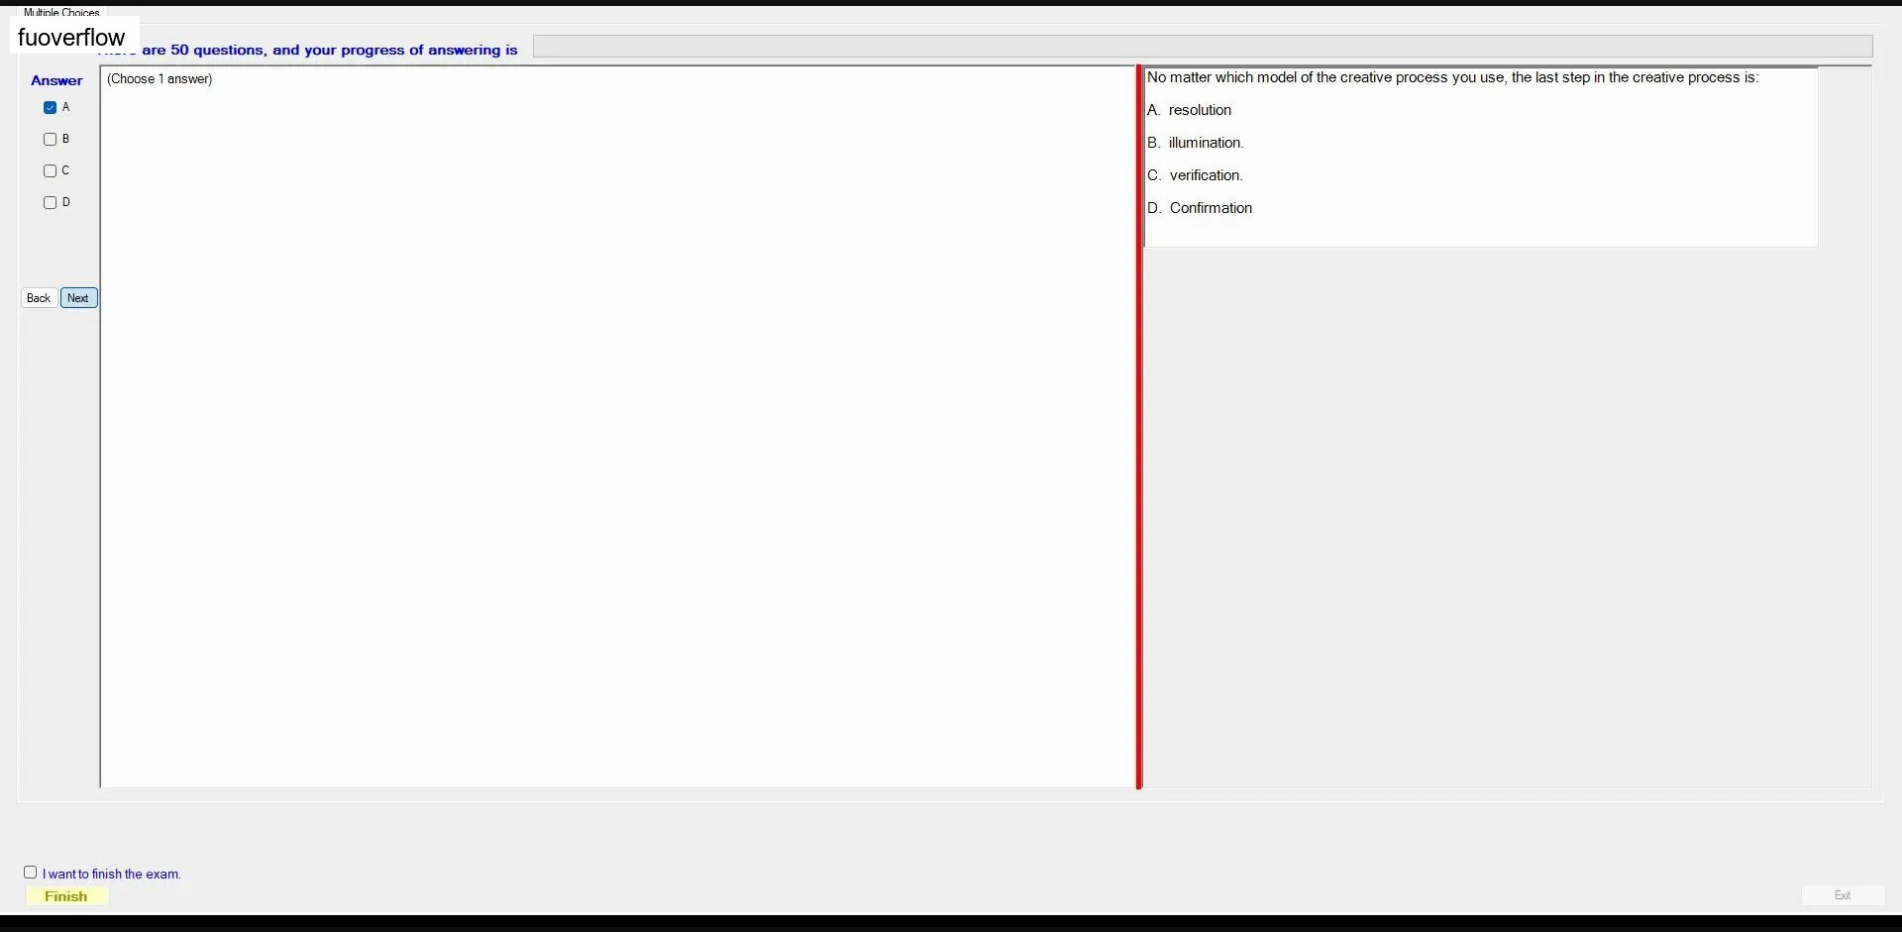 Multiple Choices
fuoverflow
are 50 questions, and your progress of answering is
Answer
(Choose 1 answer)
A
B
C
D
Back Next
No matter which model of the creative process you use, the last step in the creative process is:
A. resolution
B. illumination.
C. verification.
D. Confirmation
I want to finish the exam.
Finish
Exit